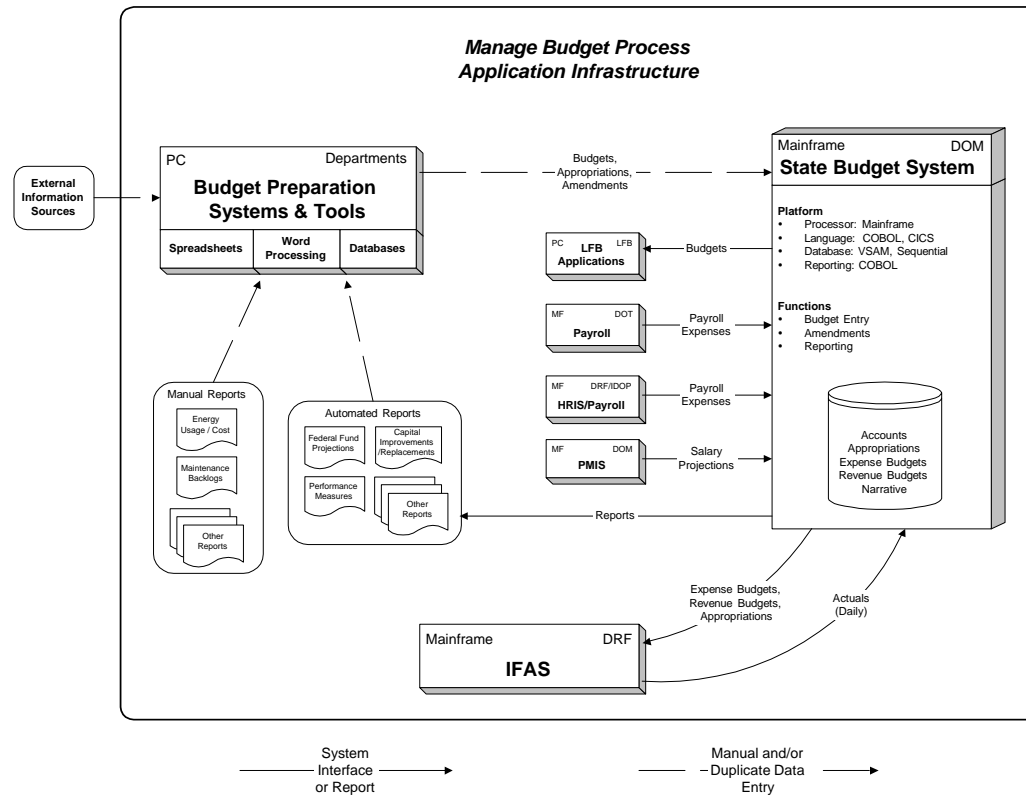 Manage Budget Process
Application Infrastructure
External
Information
Sources
PC Departments
Budget Preparation
Systems & Tools
Spreadsheets
Word
Processing
Databases
Budgets,
Appropriations,
Amendments
Mainframe DOM
State Budget System
Platform
• Processor: Mainframe
• Language: COBOL, CICS
• Database: VSAM, Sequential
• Reporting: COBOL
Functions
• Budget Entry
• Amendments
• Reporting
Accounts
Appropriations
Expense Budgets
Revenue Budgets
Narrative
PC LFB LFB
Applications
Budgets
MF DOT
Payroll
Payroll
Expenses
MF DRF/IDOP
HRIS/Payroll
Payroll
Expenses
MF DOM
PMIS
Salary
Projections
Manual Reports
Energy
Usage / Cost
Maintenance
Backlogs
Other
Reports
Automated Reports
Federal Fund
Projections
Capital
Improvements
/Replacements
Performance
Measures
Other
Reports
Reports
Expense Budgets,
Revenue Budgets,
Appropriations
Actuals
(Daily)
Mainframe DRF
IFAS
System
Interface
or Report
Manual and/or
Duplicate Data
Entry